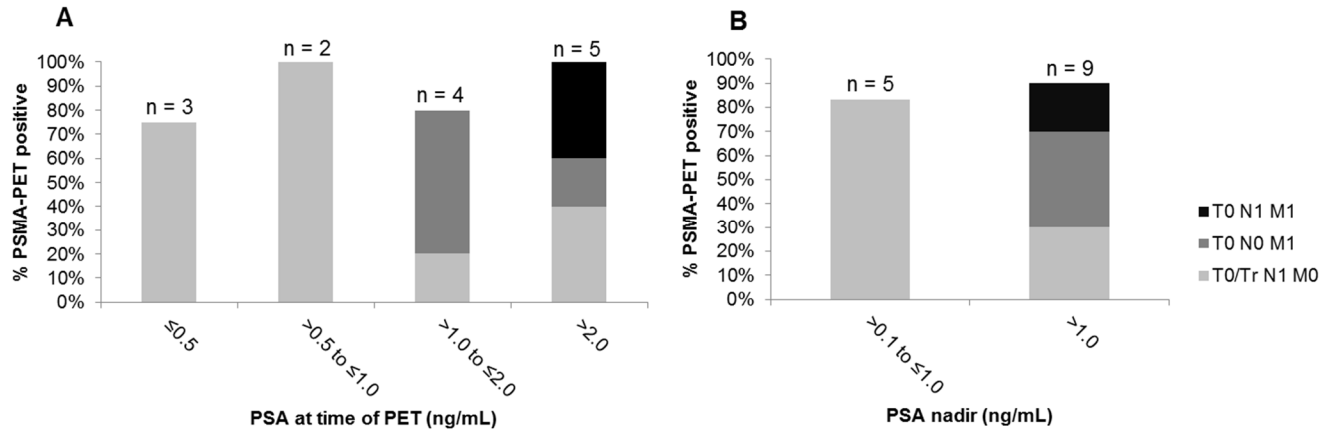 A
% PSMA-PET positive
100%
90%
80%
70%
60%
50%
40%
30%
20%
10%
0%
n = 3
n = 2
n = 4
n = 5
≤0.5
>0.5 to ≤1.0
>1.0 to ≤2.0
>2.0
PSA at time of PET (ng/mL)
B
% PSMA-PET positive
100%
90%
80%
70%
60%
50%
40%
30%
20%
10%
0%
n = 5
n = 9
>0.1 to ≤1.0
>1.0
PSA nadir (ng/mL)
T0 N1 M1
T0 N0 M1
T0/Tr N1 M0